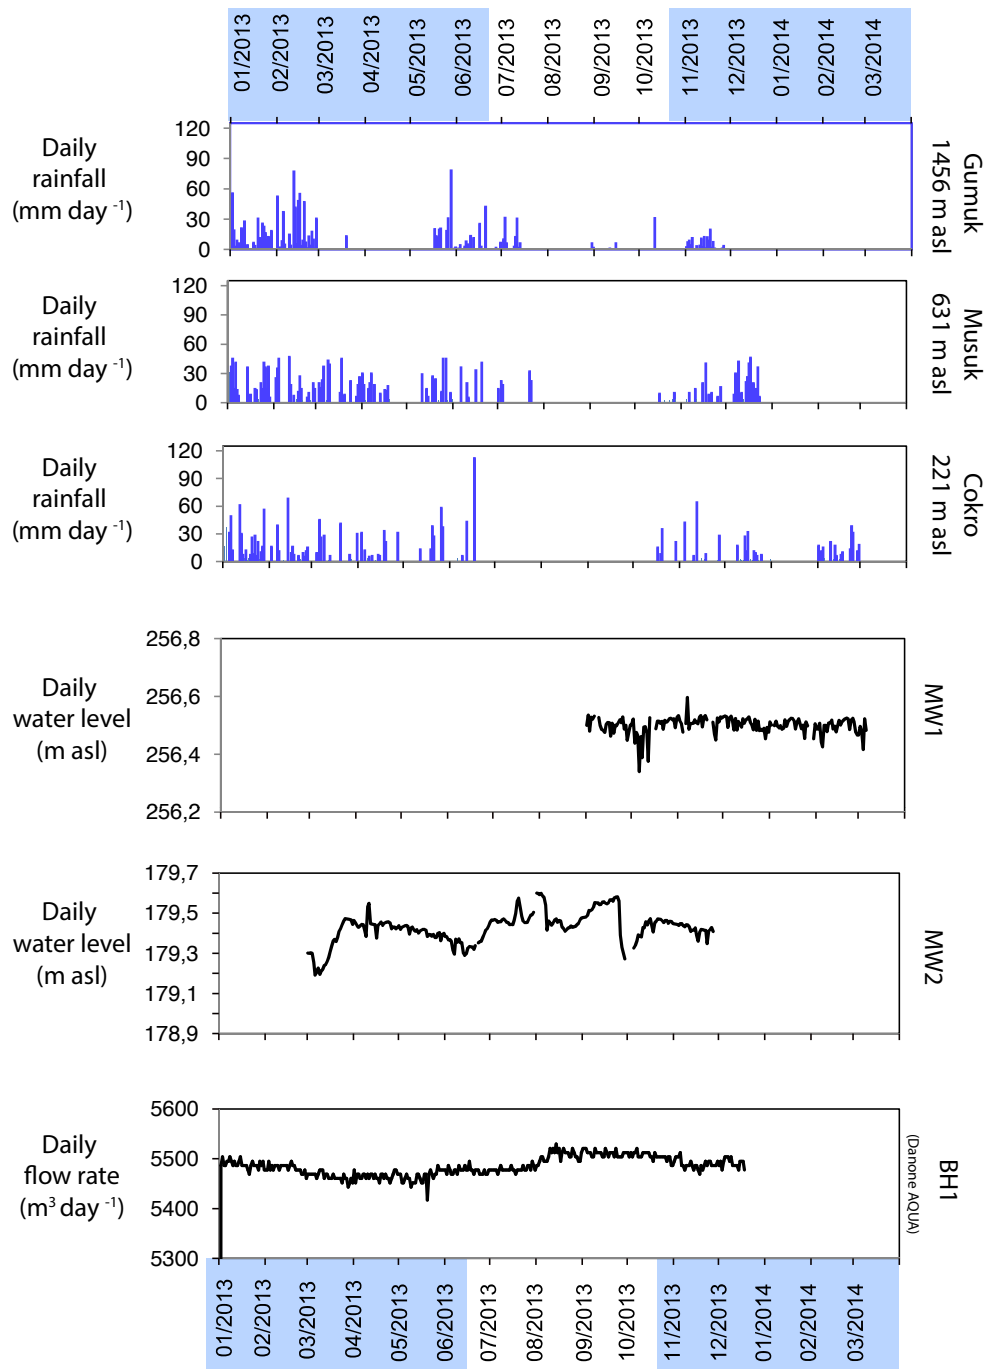 01/2013
02/2013
03/2013
04/2013
05/2013
06/2013
07/2013
08/2013
09/2013
10/2013
11/2013
12/2013
01/2014
02/2014
03/2014
Daily
rainfall
(mm day -1)
120
90
60
30
0
Gumuk
1456 m asl
Daily
rainfall
(mm day -1)
120
90
60
30
0
Musuk
631 m asl
Daily
rainfall
(mm day -1)
120
90
60
30
0
Cokro
221 m asl
Daily
water level
(m asl)
256,8
256,6
256,4
256,2
MW1
Daily
water level
(m asl)
179,7
179,5
179,3
179,1
178,9
MW2
Daily
flow rate
(m³ day -1)
5600
5500
5400
5300
BH1
(Danone AQUA)
01/2013
02/2013
03/2013
04/2013
05/2013
06/2013
07/2013
08/2013
09/2013
10/2013
11/2013
12/2013
01/2014
02/2014
03/2014